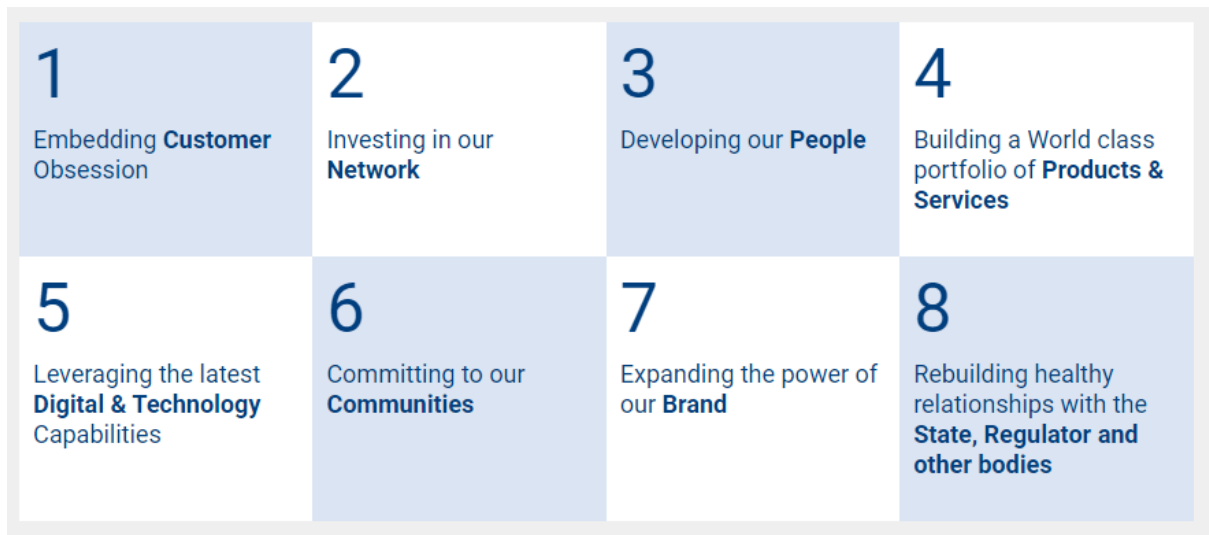 1
Embedding Customer
Obsession
2
Investing in our
Network
3
Developing our People
4
Building a World class
portfolio of Products &
Services
5
Leveraging the latest
Digital & Technology
Capabilities
6
Committing to our
Communities
7
Expanding the power of
our Brand
8
Rebuilding healthy
relationships with the
State, Regulator and
other bodies